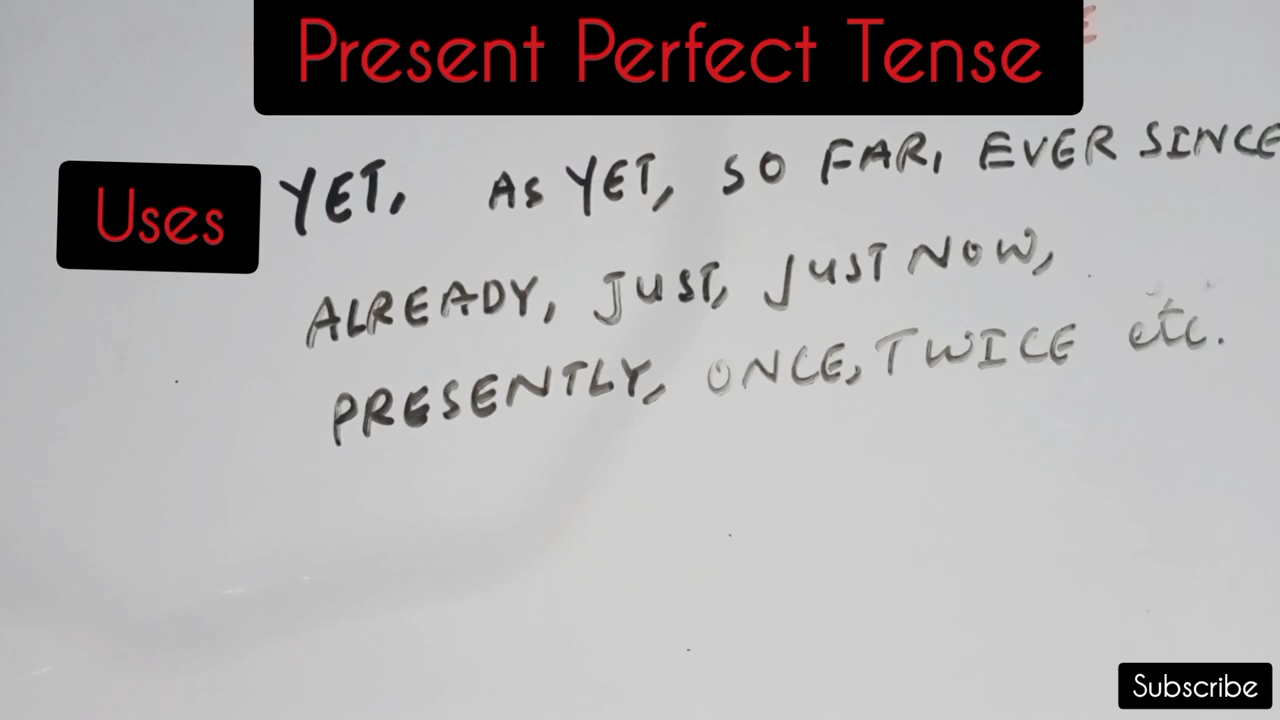 Present Perfect Tense
Uses
YET, AS YET, SO FAR, EVER SINCE
ALREADY, JUST, JUST NOW,
PRESENTLY, ONCE, TWICE etc.
Subscribe